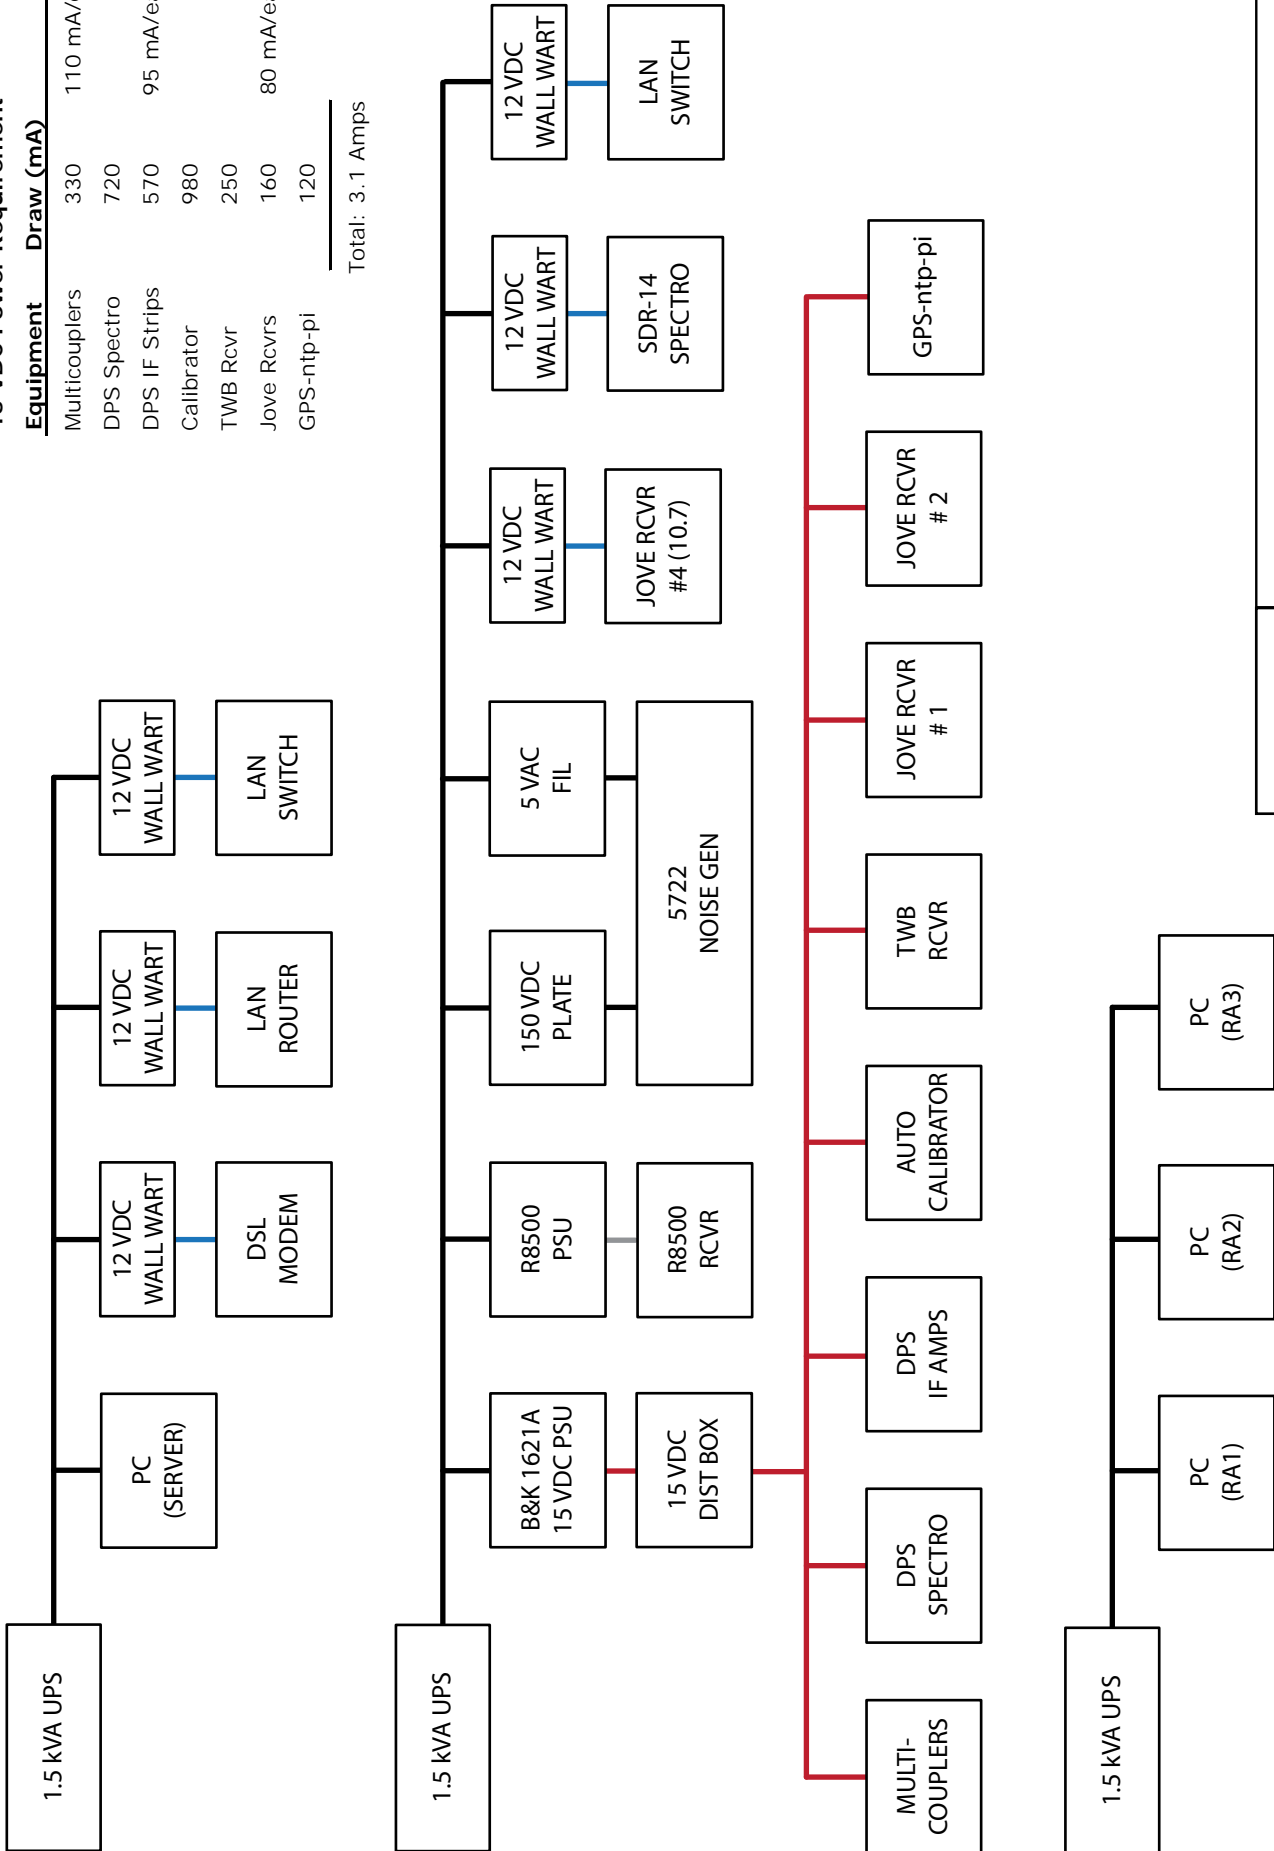 Equipment Draw (mA)
Multicouplers 330 110 mA/
DPS Spectro 720
DPS IF Strips 570 95 mA/ea
Calibrator 980
TWB Rcvr 250
Jove Rcvrs 160 80 mA/ea
GPS-ntp-pi 120
Total: 3.1 Amps
1.5 kVA UPS
PC
(SERVER)
12 VDC
WALL WART
DSL
MODEM
12 VDC
WALL WART
LAN
ROUTER
12 VDC
WALL WART
LAN
SWITCH
1.5 kVA UPS
B&K 1621A
15 VDC PSU
15 VDC
DIST BOX
R8500
PSU
R8500
RCVR
150 VDC
PLATE
5 VAC
FIL
5722
NOISE GEN
12 VDC
WALL WART
JOVE RCVR
#4 (10.7)
12 VDC
WALL WART
SDR-14
SPECTRO
12 VDC
WALL WART
LAN
SWITCH
MULTI-
COUPLERS
DPS
SPECTRO
DPS
IF AMPS
AUTO
CALIBRATOR
TWB
RCVR
JOVE RCVR
# 1
JOVE RCVR
# 2
GPS-ntp-pi
1.5 kVA UPS
PC
(RA1)
PC
(RA2)
PC
(RA3)